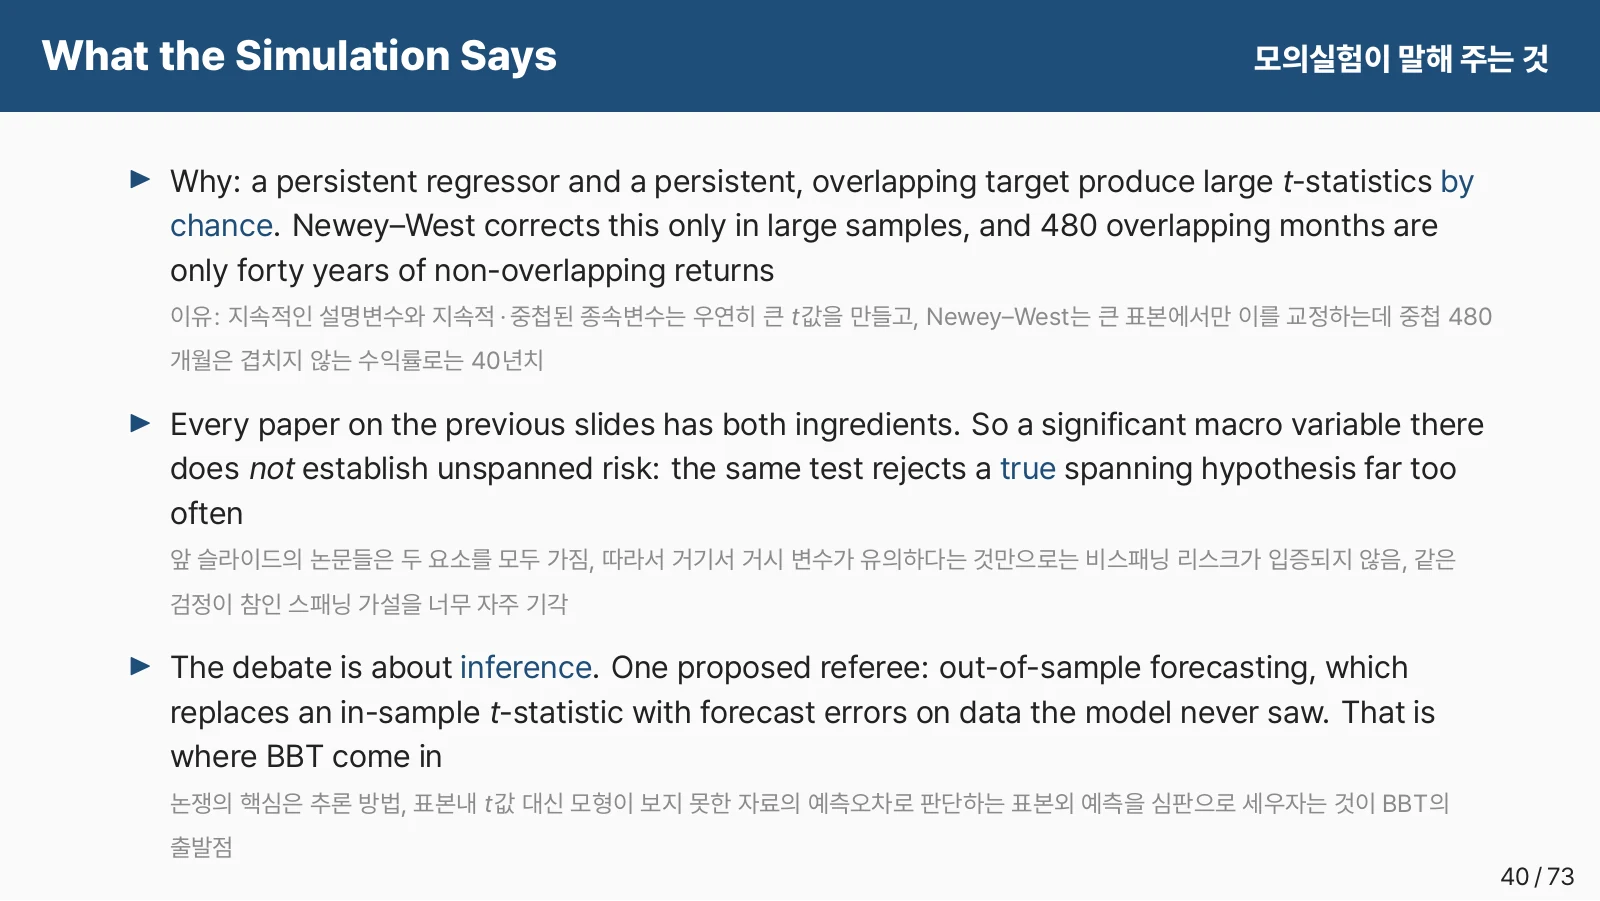 What the Simulation Says
모의실험이 말해 주는 것
Why: a persistent regressor and a persistent, overlapping target produce large t-statistics by
chance. Newey–West corrects this only in large samples, and 480 overlapping months are
only forty years of non-overlapping returns
이유: 지속적인 설명변수와 지속적·중첩된 종속변수는 우연히 큰 t값을 만들고, Newey–West는 큰 표본에서만 이를 교정하는데 중첩 480
개월은 겹치지 않는 수익률로는 40년치
Every paper on the previous slides has both ingredients. So a significant macro variable there
does not establish unspanned risk: the same test rejects a true spanning hypothesis far too
often
앞 슬라이드의 논문들은 두 요소를 모두 가짐, 따라서 거기서 거시 변수가 유의하다는 것만으로는 비스패닝 리스크가 입증되지 않음, 같은
검정이 참인 스패닝 가설을 너무 자주 기각
The debate is about inference. One proposed referee: out-of-sample forecasting, which
replaces an in-sample t-statistic with forecast errors on data the model never saw. That is
where BBT come in
논쟁의 핵심은 추론 방법, 표본내 t값 대신 모형이 보지 못한 자료의 예측오차로 판단하는 표본외 예측을 심판으로 세우자는 것이 BBT의
출발점
40 / 73